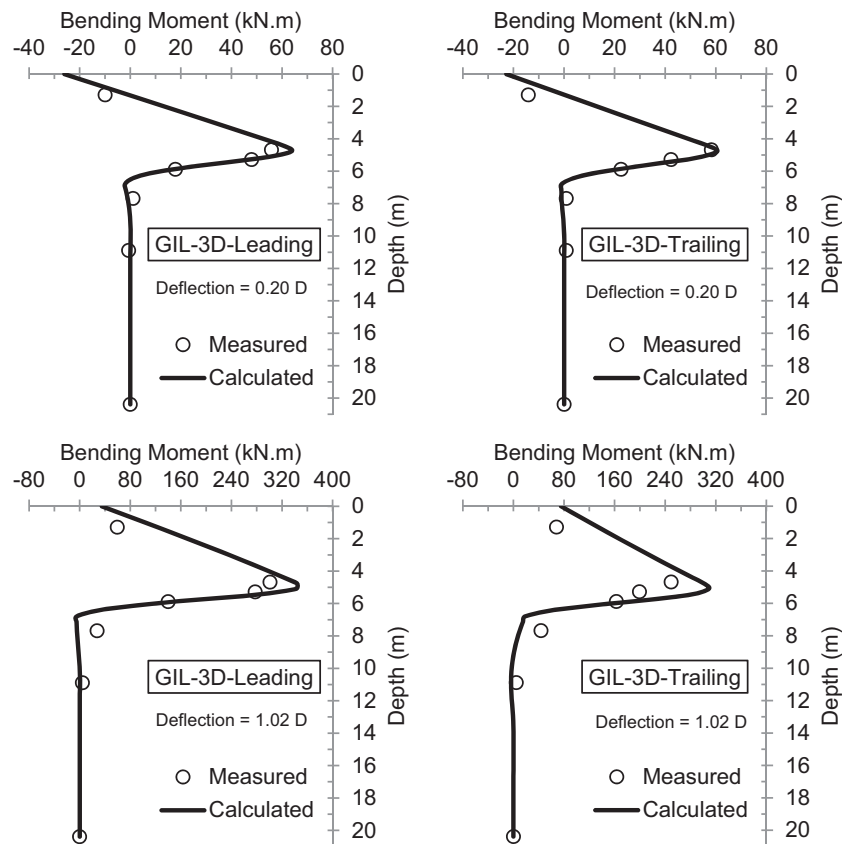 Bending Moment (kN.m)
-40 -20 0 20 40 60 80
0
2
4
6
8
10
12
14
16
18
20
Depth (m)
GIL-3D-Leading
Deflection = 0.20 D
Measured
Calculated
Bending Moment (kN.m)
-40 -20 0 20 40 60 80
0
2
4
6
8
10
12
14
16
18
20
Depth (m)
GIL-3D-Trailing
Deflection = 0.20 D
Measured
Calculated
Bending Moment (kN.m)
-80 0 80 160 240 320 400
0
2
4
6
8
10
12
14
16
18
20
Depth (m)
GIL-3D-Leading
Deflection = 1.02 D
Measured
Calculated
Bending Moment (kN.m)
-80 0 80 160 240 320 400
0
2
4
6
8
10
12
14
16
18
20
Depth (m)
GIL-3D-Trailing
Deflection = 1.02 D
Measured
Calculated